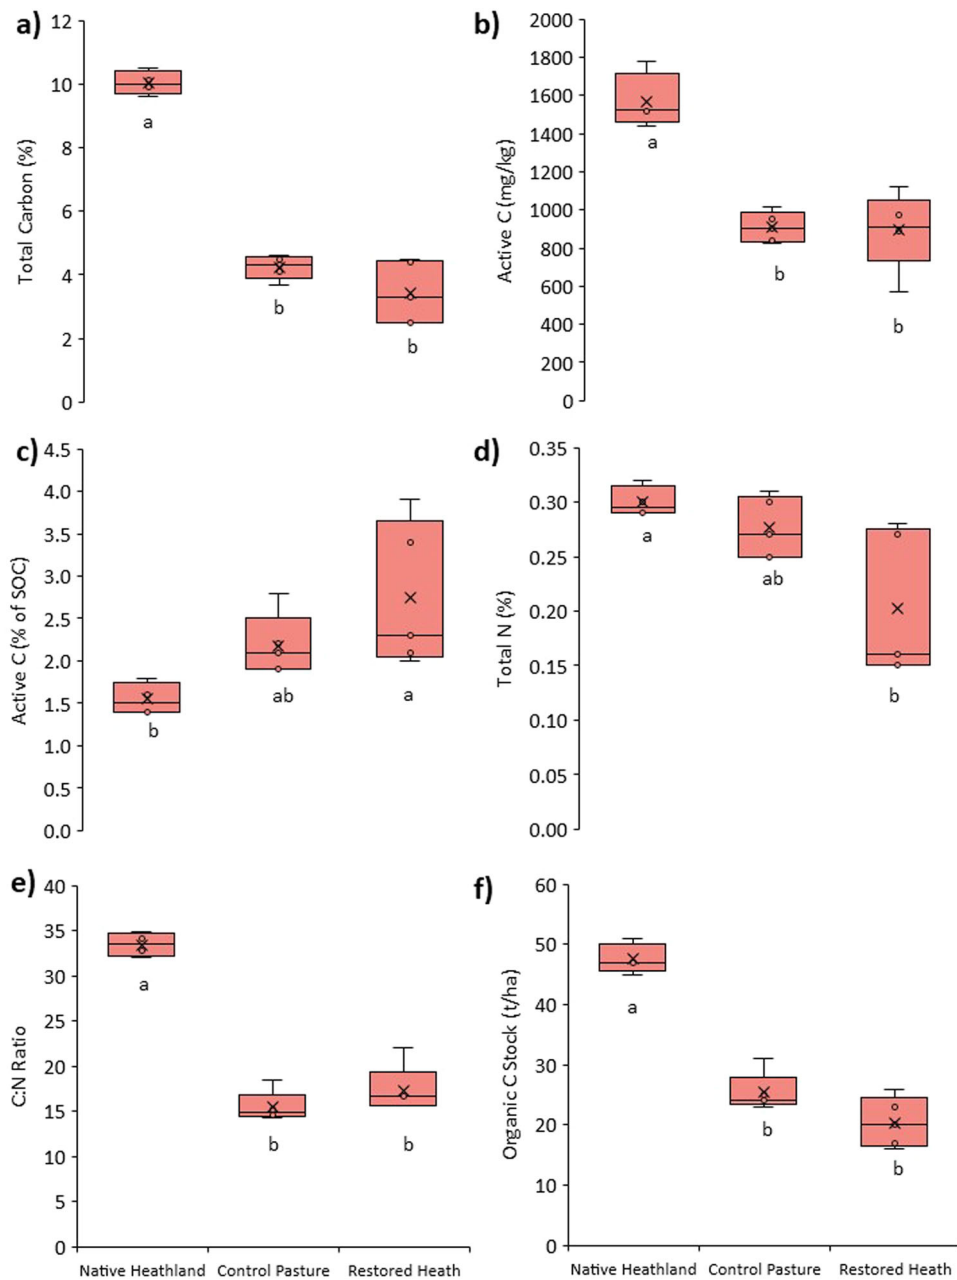 a)
Total Carbon (%)
12
10
8
6
4
2
0
a
b
b
b)
Active C (mg/kg)
2000
1800
1600
1400
1200
1000
800
600
400
200
0
a
b
b
c)
Active C (% of SOC)
4.5
4.0
3.5
3.0
2.5
2.0
1.5
1.0
0.5
0.0
b
ab
a
d)
Total N (%)
0.35
0.30
0.25
0.20
0.15
0.10
0.05
0.00
a
ab
b
e)
C:N Ratio
40
35
30
25
20
15
10
5
0
a
b
b
Native Heathland Control Pasture Restored Heath
f)
Organic C Stock (t/ha)
60
50
40
30
20
10
0
a
b
b
Native Heathland Control Pasture Restored Heath